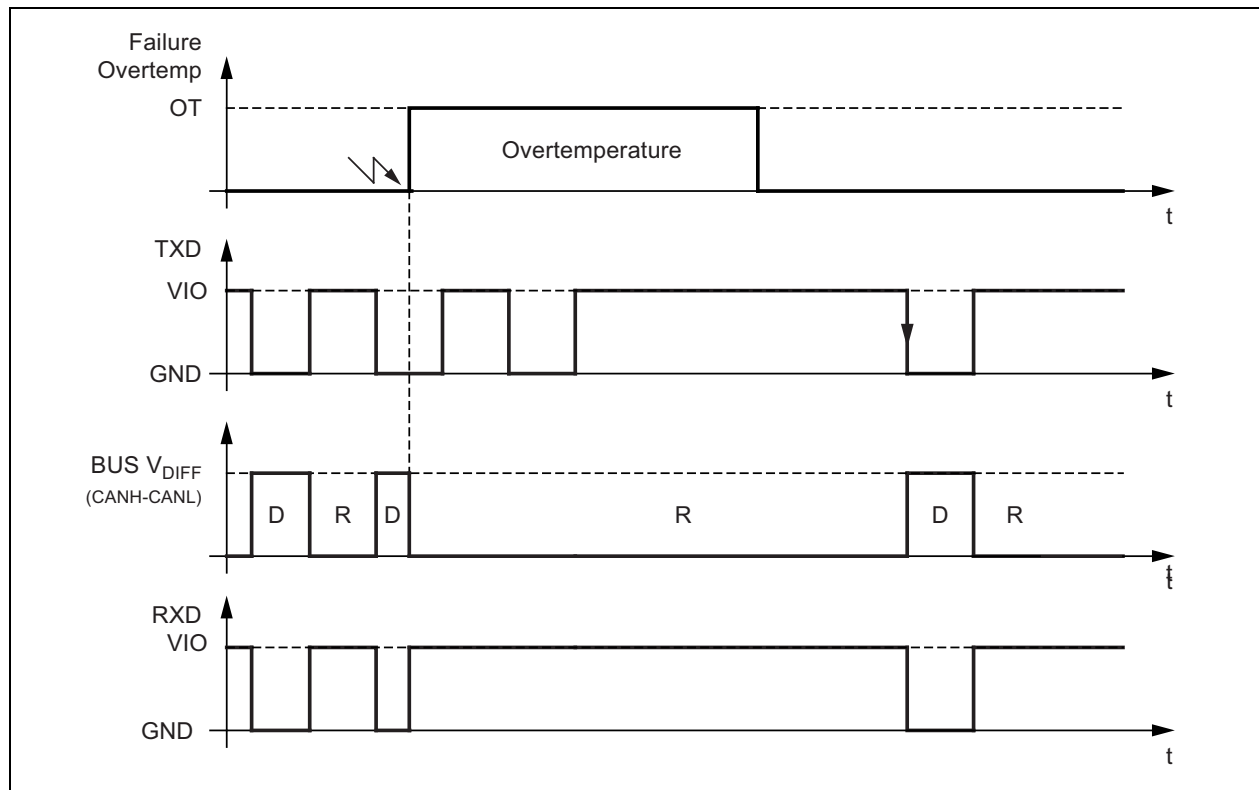 Failure
Overtemp
OT
Overtemperature
t
TXD
VIO
GND
t
BUS VDIFF
(CANH-CANL)
D
R
D
R
D
R
t
t
RXD
VIO
GND
t